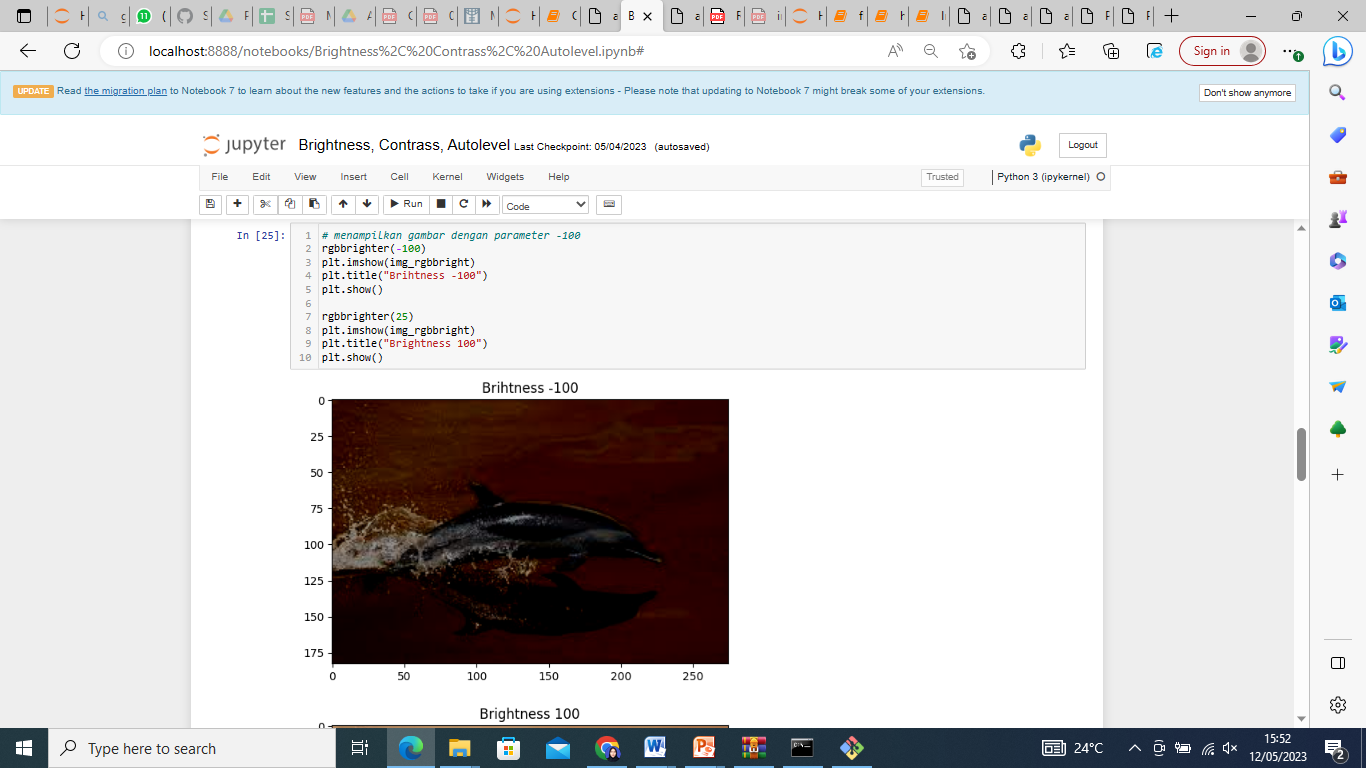 localhost:8888/notebooks/Brightness%2C%20Contrass%2C%20Autolevel.ipynb#
Sign in
UPDATE Read the migration plan to Notebook 7 to learn about the new features and the actions to take if you are using extensions - Please note that updating to Notebook 7 might break some of your extensions.
Don't show anymore
jupyter Brightness, Contrass, Autolevel Last Checkpoint: 05/04/2023 (autosaved)
Logout
File Edit View Insert Cell Kernel Widgets Help
Trusted
Python 3 (ipykernel)
Run
Code
In [25]:
1 # menampilkan gambar dengan parameter -100
2 rgbbrighter(-100)
3 plt.imshow(img_rgbbright)
4 plt.title("Brihtness -100")
5 plt.show()
6
7 rgbbrighter(25)
8 plt.imshow(img_rgbbright)
9 plt.title("Brightness 100")
10 plt.show()
Brihtness -100
0
25
50
75
100
125
150
175
0 50 100 150 200 250
Brightness 100
0
Type here to search
24°C
15:52
12/05/2023
2